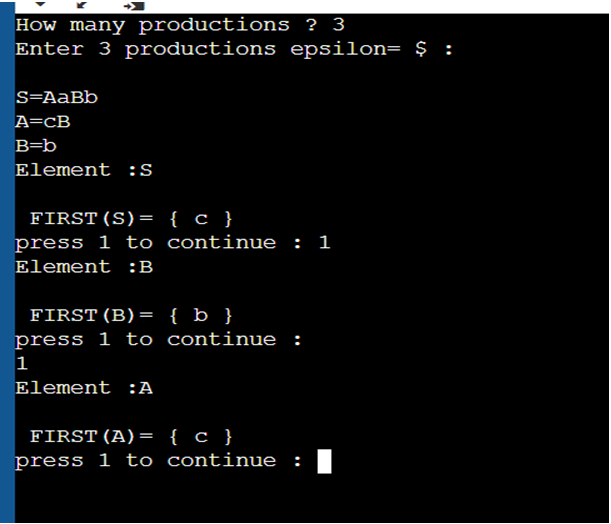 How many productions ? 3
Enter 3 productions epsilon= $ :
S=AaBb
A=cB
B=b
Element :S
FIRST(S)= { c }
press 1 to continue : 1
Element :B
FIRST(B)= { b }
press 1 to continue :
1
Element :A
FIRST(A)= { c }
press 1 to continue :